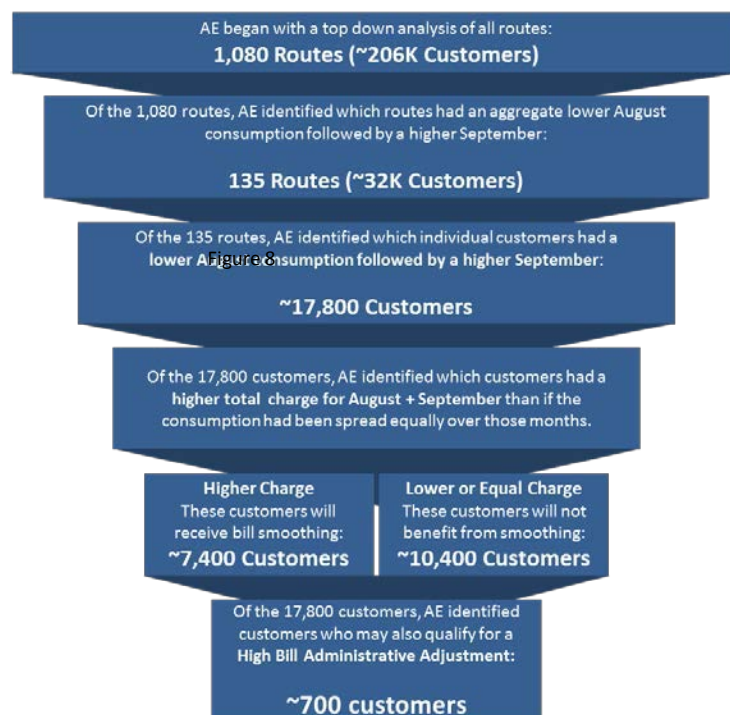 AE began with a top down analysis of all routes:
1,080 Routes (~206K Customers)
Of the 1,080 routes, AE identified which routes had an aggregate lower August
consumption followed by a higher September:
135 Routes (~32K Customers)
Of the 135 routes, AE identified which individual customers had a
lower August consumption followed by a higher September:
Figure 8
~17,800 Customers
Of the 17,800 customers, AE identified which customers had a
higher total charge for August + September than if the
consumption had been spread equally over those months.
Higher Charge
These customers will
receive bill smoothing:
~7,400 Customers
Lower or Equal Charge
These customers will not
benefit from smoothing:
~10,400 Customers
Of the 17,800 customers, AE identified
customers who may also qualify for a
High Bill Administrative Adjustment:
~700 customers